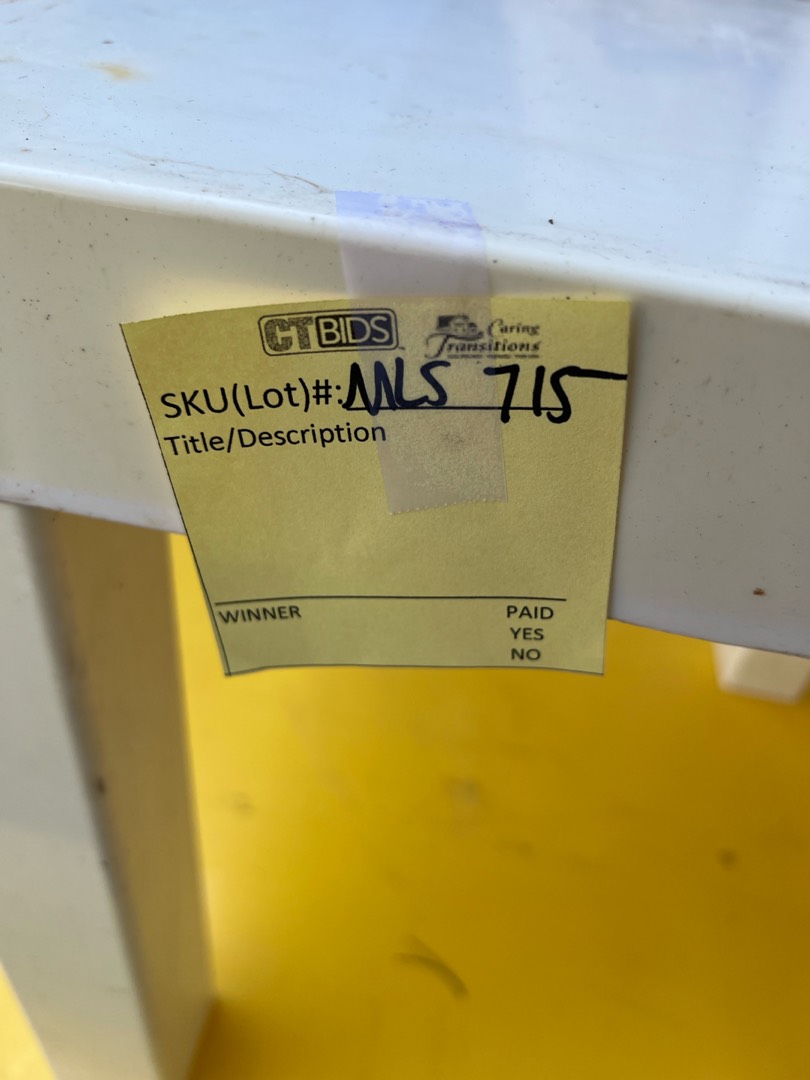 CTBIDS Caring Transitions
SKU(Lot)#: MLS 715
Title/Description
WINNER PAID
YES
NO